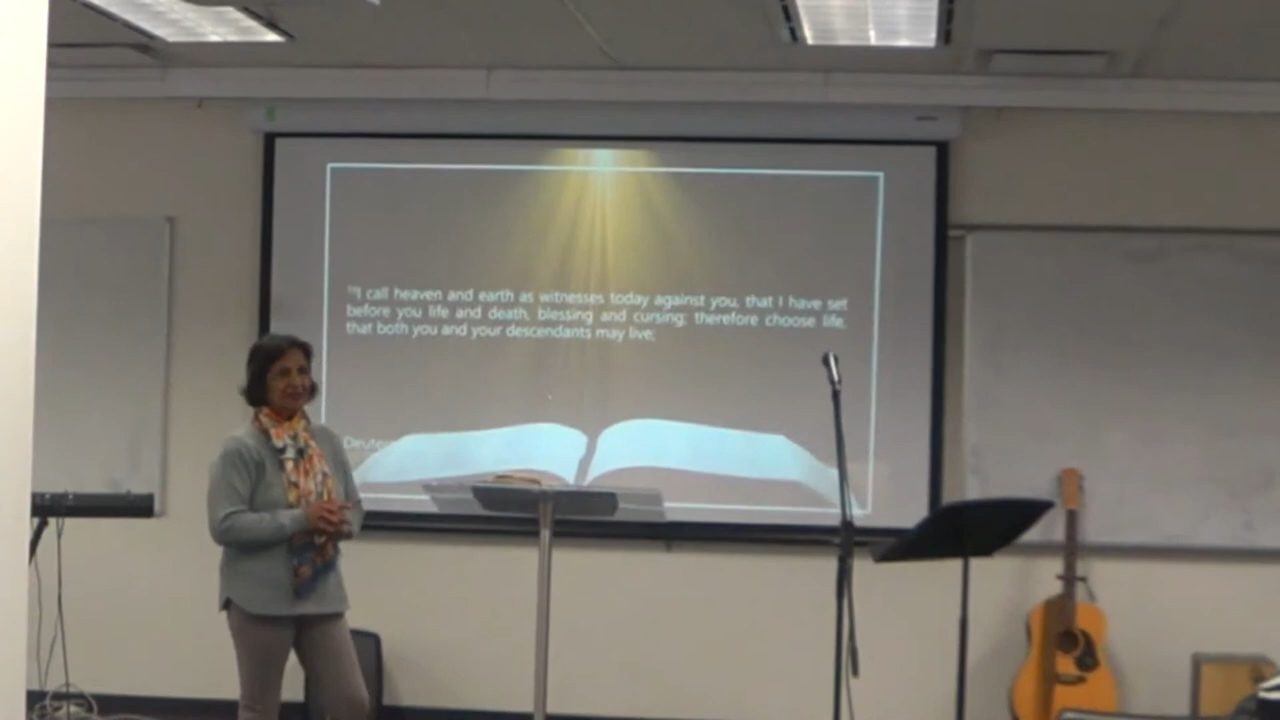 ¹⁹I call heaven and earth as witnesses today against you, that I have set
before you life and death, blessing and cursing; therefore choose life,
that both you and your descendants may live;